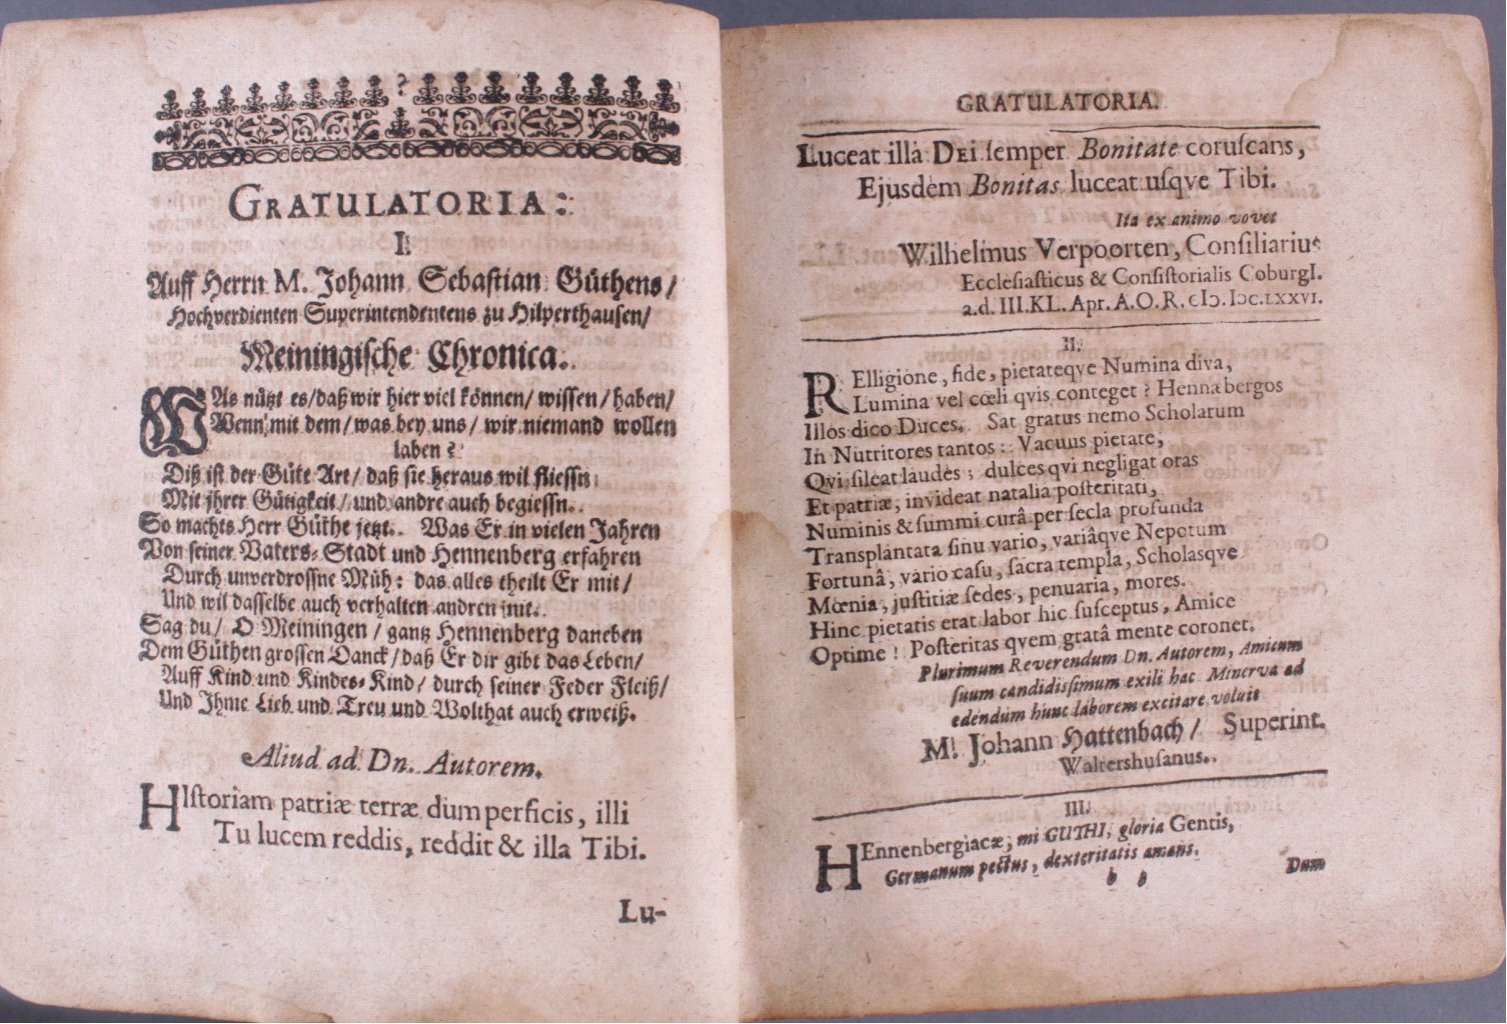 GRATULATORIA:
I.
Auff Herrn M. Johann Sebastian Güthens/
Hochverdienten Superintendentens zu Hilperthausen/
Meiningische Chronica.
WAs nützt es/daß wir hier viel können/ wissen/ haben/
Wenn mit dem/ was bey uns/ wir niemand wollen
laben?
Diß ist der Güte Art/ daß sie heraus wil fliessn
Mit jhrer Gütigkeit/ und andre auch begiessn.
So machts Herr Güthe jetzt. Was Er in vielen Jahren
Von seiner Vaters-Stadt und Hennenberg erfahren
Durch unverdrossne Müh: das alles theilt Er mit/
Und wil dasselbe auch verhalten andren nit.
Sag du/ O Meiningen/ gantz Hennenberg daneben
Dem Güthen grossen Danck/daß Er dir gibt das Leben/
Auff Kind und Kindes-Kind/ durch seiner Feder Fleiß/
Und Ihme Lieb und Treu und Wolthat auch erweiß.
Aliud ad Dn. Autorem.
HIstoriam patriæ terræ dum perficis, illi
Tu lucem reddis, reddit & illa Tibi.
Lu-
GRATULATORIA.
Luceat illa DEi semper Bonitate coruscans,
Ejusdem Bonitas luceat usqve Tibi.
Ita ex animo vovet
Wilhelmus Verpoorten, Consiliarius
Ecclesiasticus & Consistorialis CoburgI.
a.d. III.KL. Apr. A.O.R. cIↄ.Iↄc.LXXVI.
II.
RElligione, fide, pietateqve Numina diva,
Lumina vel cœli qvis conteget? Hennabergos
Illos dico Duces. Sat gratus nemo Scholarum
In Nutritores tantos: Vacuus pietate,
Qvi sileat laudes; dulces qvi negligat oras
Et patriæ, invideat natalia posteritati,
Numinis & summi curâ per secla profunda
Transplantata sinu vario, variâqve Nepotum
Fortunâ, vario casu, sacra templa, Scholasqve
Mœnia, justitiæ sedes, penuaria, mores.
Hinc pietatis erat labor hic susceptus, Amice
Optime! Posteritas qvem gratâ mente coronet.
Plurimum Reverendum Dn. Autorem, Amicum
suum candidissimum exili hac Minerva ad
edendum hunc laborem excitare voluit
M. Johann Hattenbach/ Superint.
Waltershusanus.
III.
HEnnenbergiacæ, mi GUTHI, gloria Gentis,
Germanum pectus, dexteritatis amans.
b b
Dum